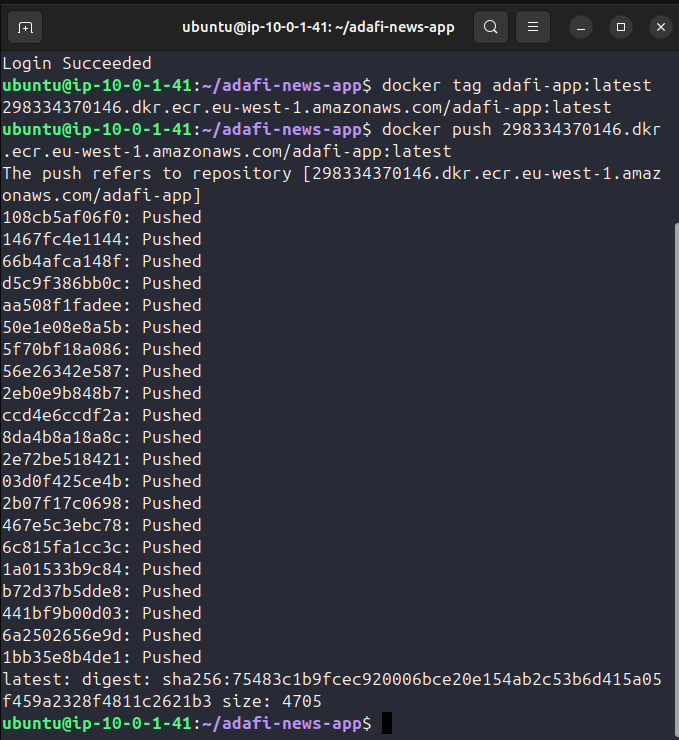 ubuntu@ip-10-0-1-41: ~/adafi-news-app
Login Succeeded
ubuntu@ip-10-0-1-41:~/adafi-news-app$ docker tag adafi-app:latest
298334370146.dkr.ecr.eu-west-1.amazonaws.com/adafi-app:latest
ubuntu@ip-10-0-1-41:~/adafi-news-app$ docker push 298334370146.dkr
.ecr.eu-west-1.amazonaws.com/adafi-app:latest
The push refers to repository [298334370146.dkr.ecr.eu-west-1.amaz
onaws.com/adafi-app]
108cb5af06f0: Pushed
1467fc4e1144: Pushed
66b4afca148f: Pushed
d5c9f386bb0c: Pushed
aa508f1fadee: Pushed
50e1e08e8a5b: Pushed
5f70bf18a086: Pushed
56e26342e587: Pushed
2eb0e9b848b7: Pushed
ccd4e6ccdf2a: Pushed
8da4b8a18a8c: Pushed
2e72be518421: Pushed
03d0f425ce4b: Pushed
2b07f17c0698: Pushed
467e5c3ebc78: Pushed
6c815fa1cc3c: Pushed
1a01533b9c84: Pushed
b72d37b5dde8: Pushed
441bf9b00d03: Pushed
6a2502656e9d: Pushed
1bb35e8b4de1: Pushed
latest: digest: sha256:75483c1b9fcec920006bce20e154ab2c53b6d415a05
f459a2328f4811c2621b3 size: 4705
ubuntu@ip-10-0-1-41:~/adafi-news-app$